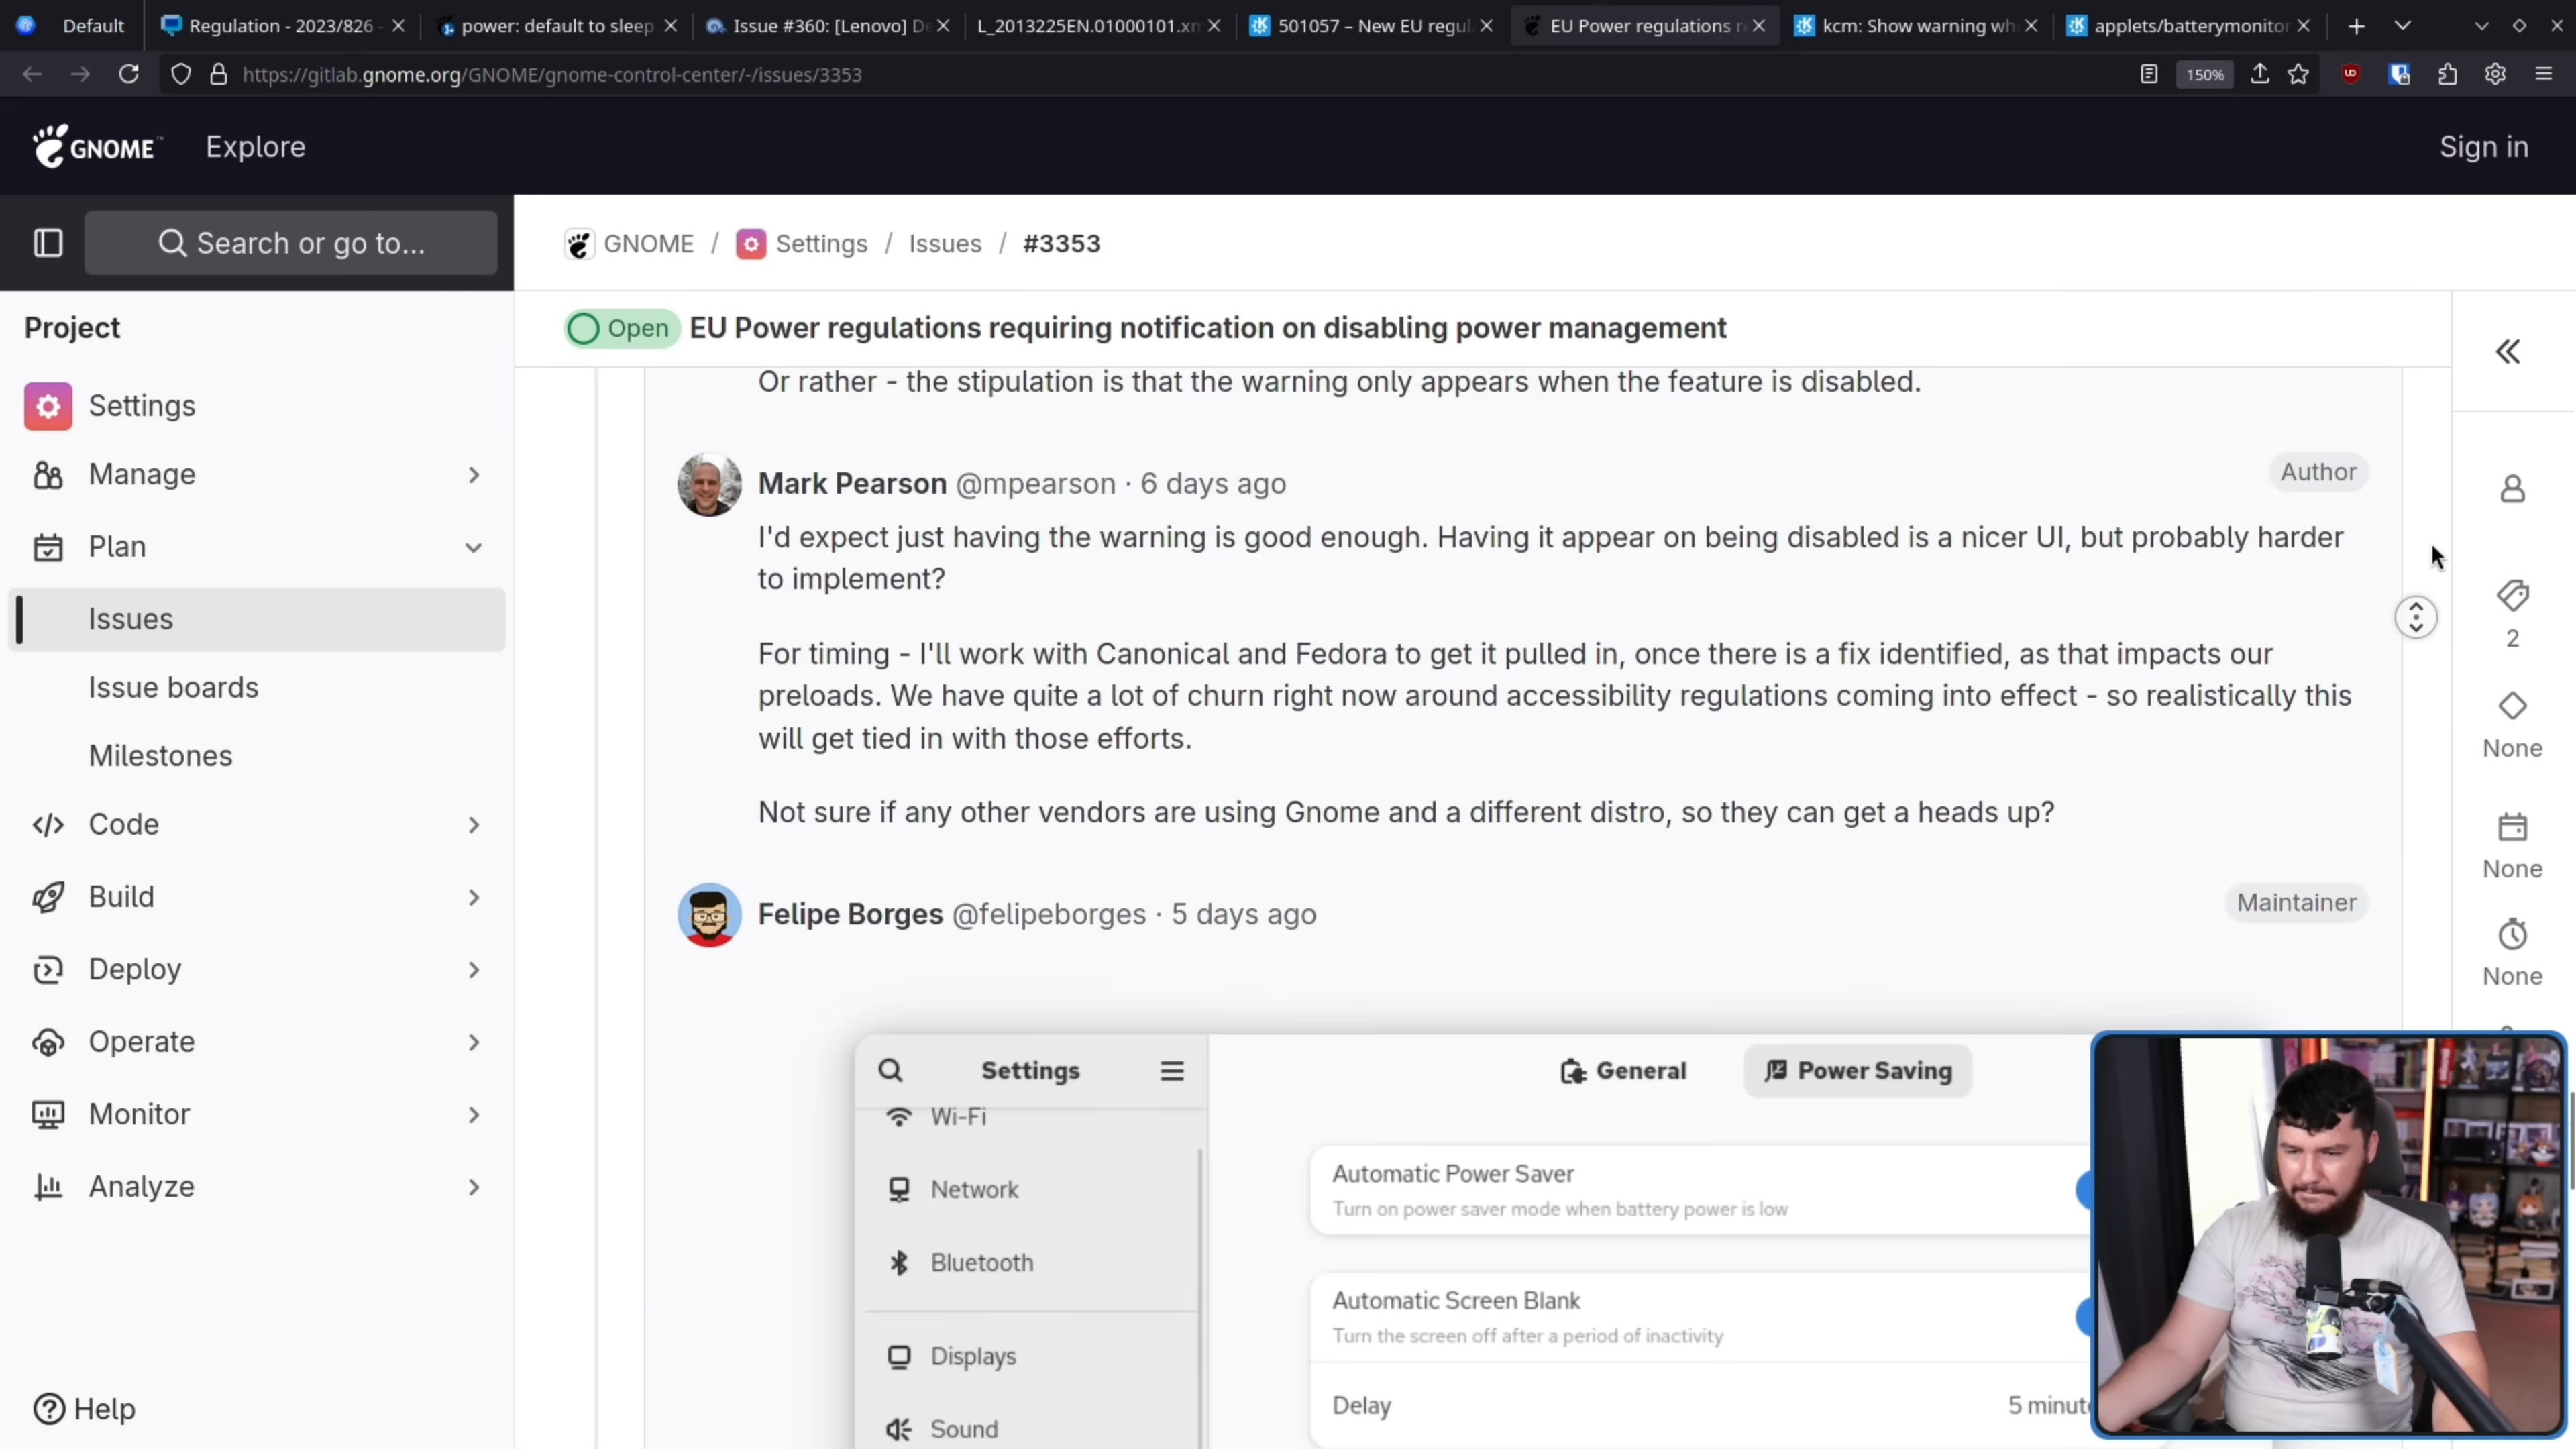 Default
Regulation - 2023/826 -
power: default to sleep
Issue #360: [Lenovo] De
L_2013225EN.01000101.xm
501057 – New EU regul
EU Power regulations r
kcm: Show warning wh
applets/batterymonitor
https://gitlab.gnome.org/GNOME/gnome-control-center/-/issues/3353
150%
GNOME
Explore
Sign in
Search or go to...
GNOME / Settings / Issues / #3353
Project
Open
EU Power regulations requiring notification on disabling power management
Settings
Manage
Plan
Issues
Issue boards
Milestones
Code
Build
Deploy
Operate
Monitor
Analyze
Help
Or rather - the stipulation is that the warning only appears when the feature is disabled.
Mark Pearson @mpearson · 6 days ago
Author
I'd expect just having the warning is good enough. Having it appear on being disabled is a nicer UI, but probably harder
to implement?
For timing - I'll work with Canonical and Fedora to get it pulled in, once there is a fix identified, as that impacts our
preloads. We have quite a lot of churn right now around accessibility regulations coming into effect - so realistically this
will get tied in with those efforts.
Not sure if any other vendors are using Gnome and a different distro, so they can get a heads up?
Felipe Borges @felipeborges · 5 days ago
Maintainer
Settings
Wi-Fi
Network
Bluetooth
Displays
Sound
General
Power Saving
Automatic Power Saver
Turn on power saver mode when battery power is low
Automatic Screen Blank
Turn the screen off after a period of inactivity
Delay
5 minut
2
None
None
None